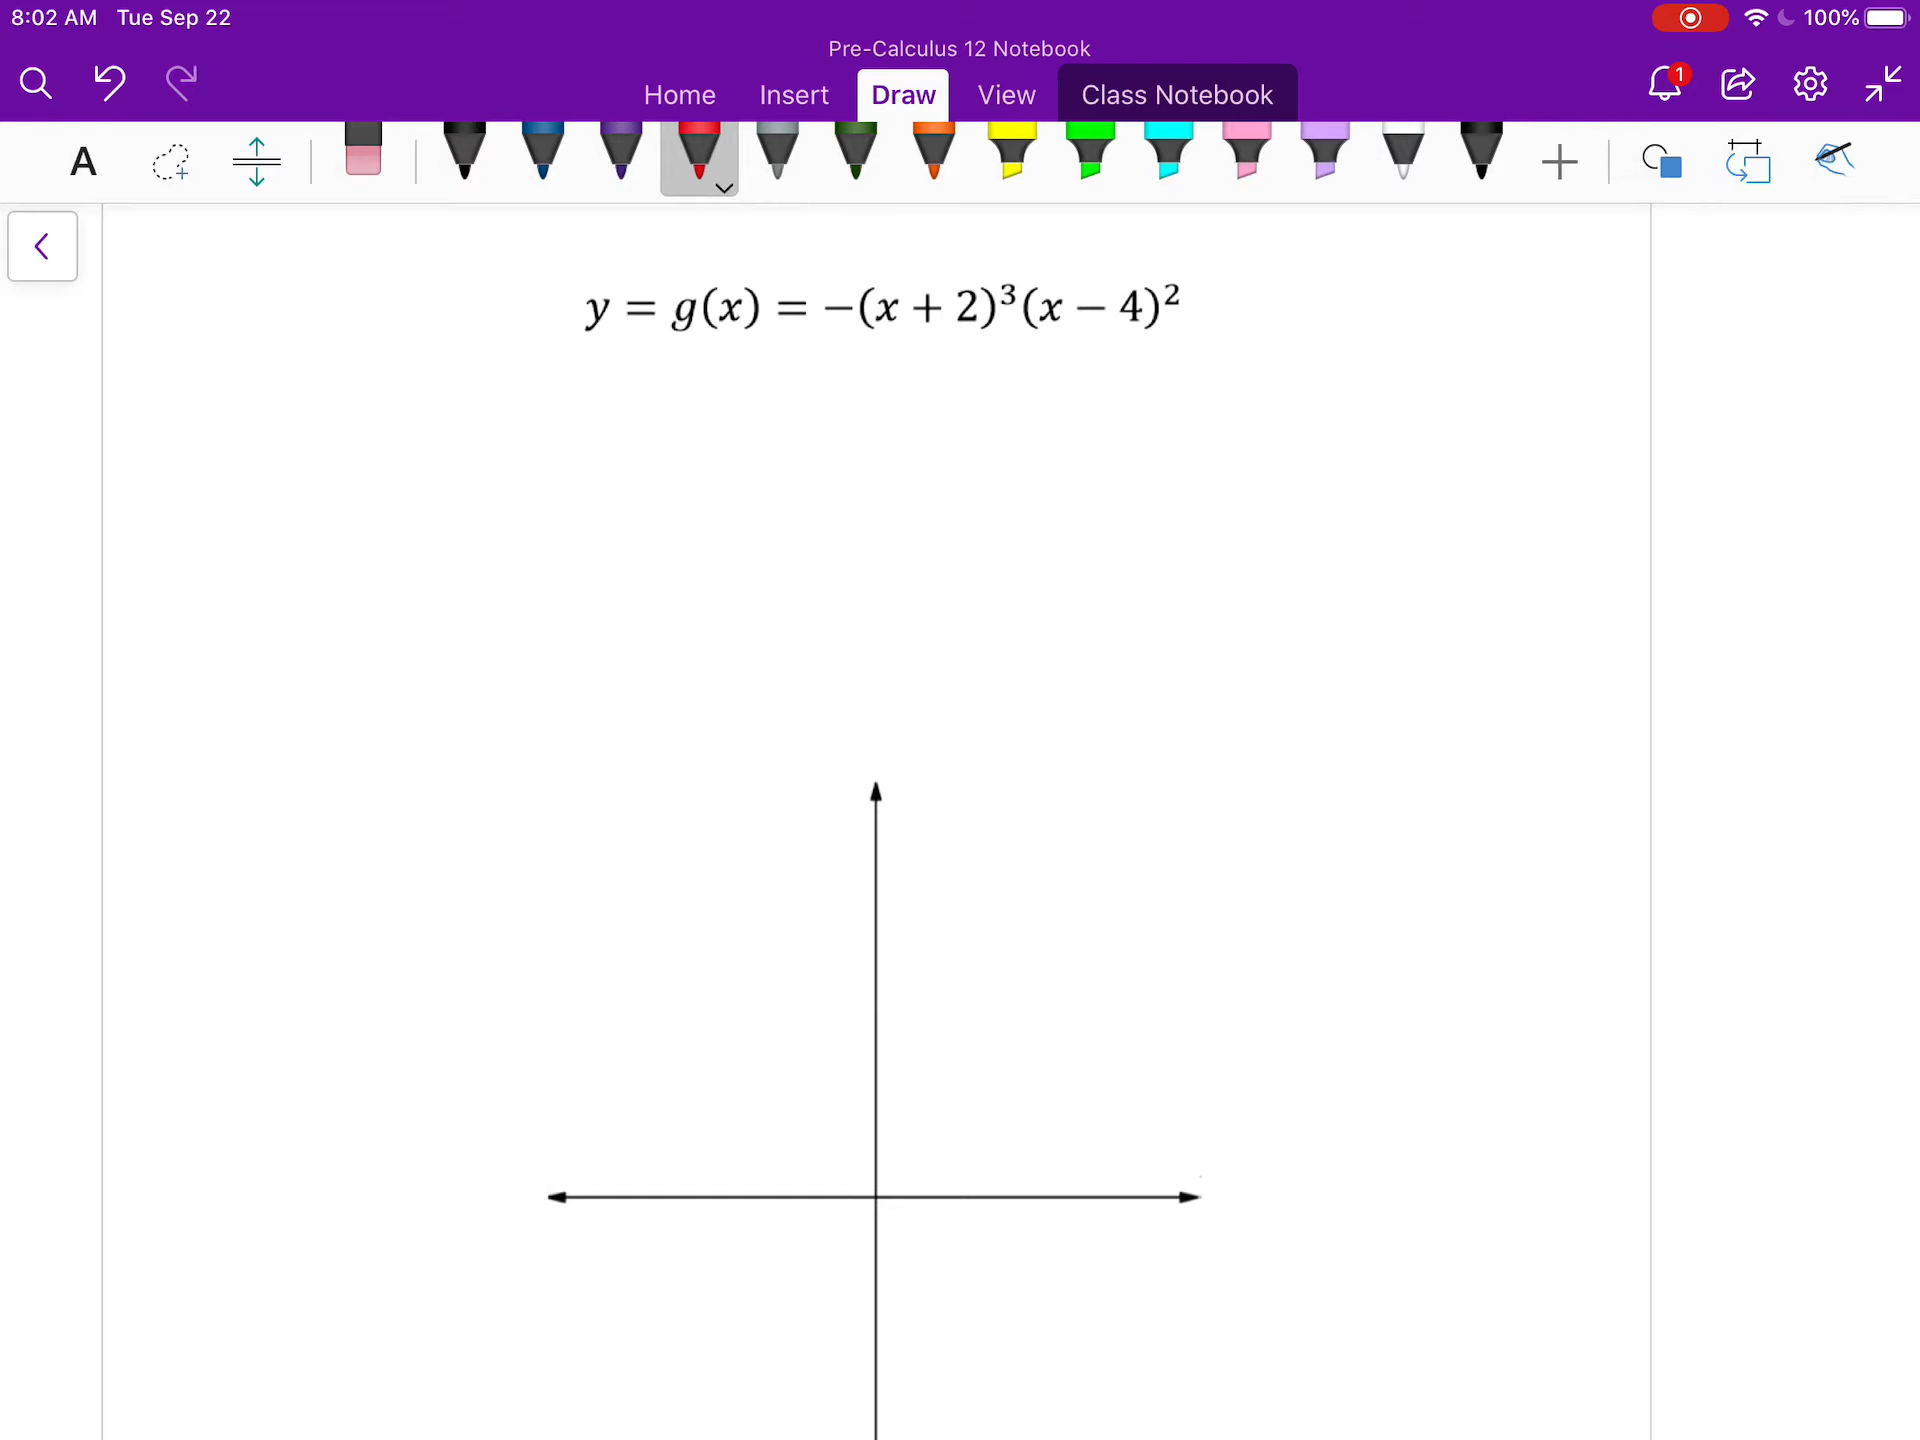 8:02 AM Tue Sep 22
100%
Pre-Calculus 12 Notebook
Home Insert Draw View Class Notebook
1
A
y = g(x) = −(x + 2)³(x − 4)²